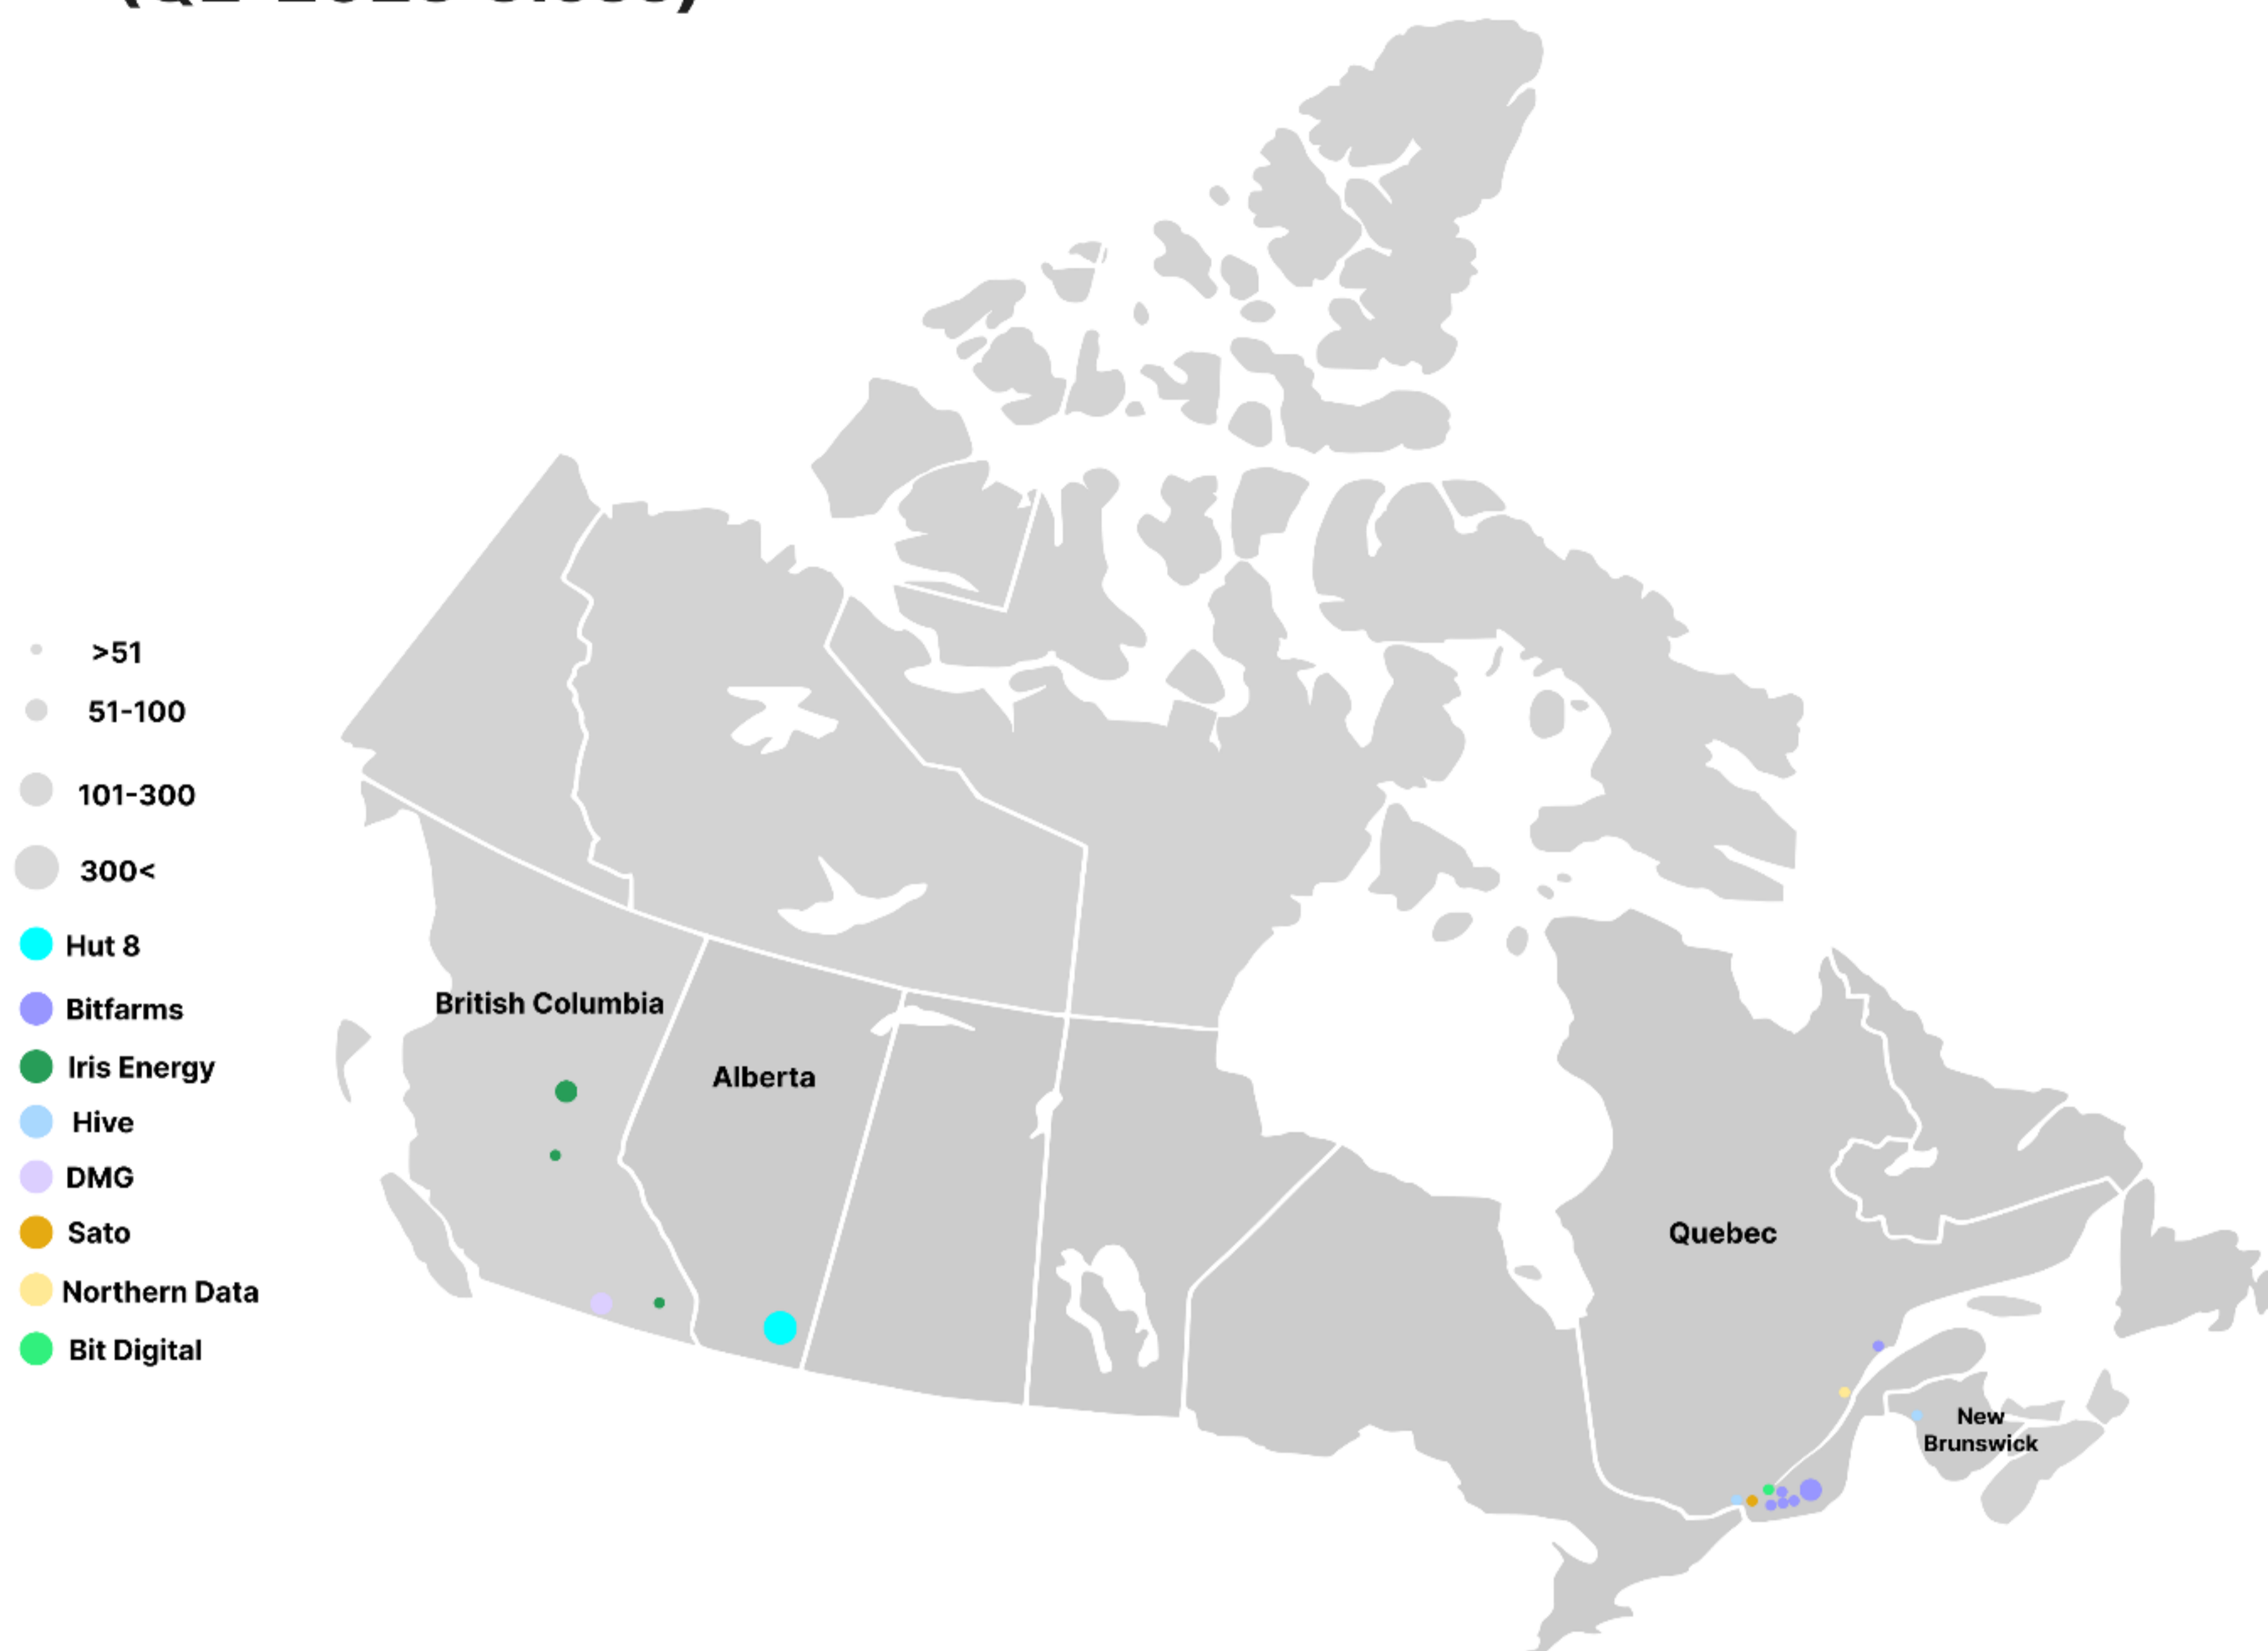 >51
51-100
101-300
300<
Hut 8
Bitfarms
Iris Energy
Hive
DMG
Sato
Northern Data
Bit Digital
British Columbia
Alberta
Quebec
New
Brunswick